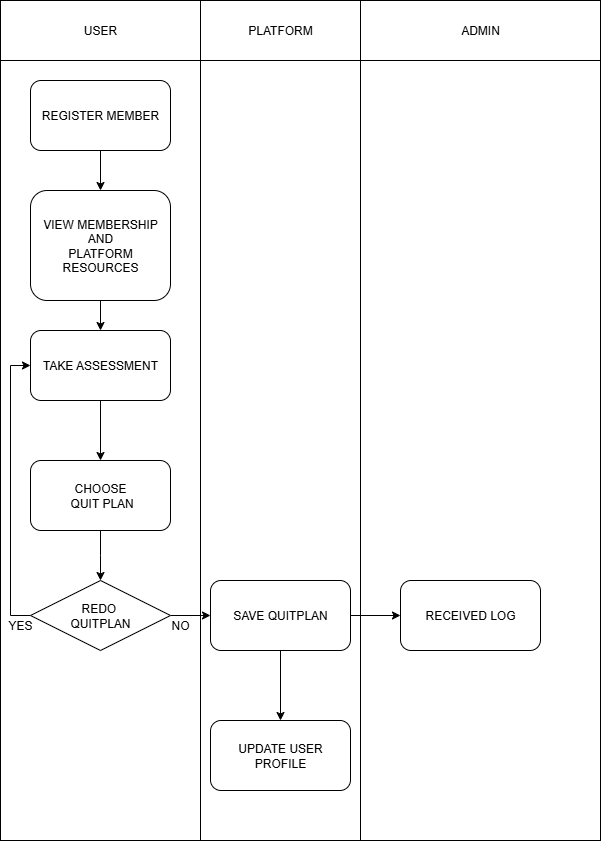 USER
PLATFORM
ADMIN
REGISTER MEMBER
VIEW MEMBERSHIP
AND
PLATFORM
RESOURCES
TAKE ASSESSMENT
CHOOSE
QUIT PLAN
REDO
QUITPLAN
YES
NO
SAVE QUITPLAN
RECEIVED LOG
UPDATE USER
PROFILE